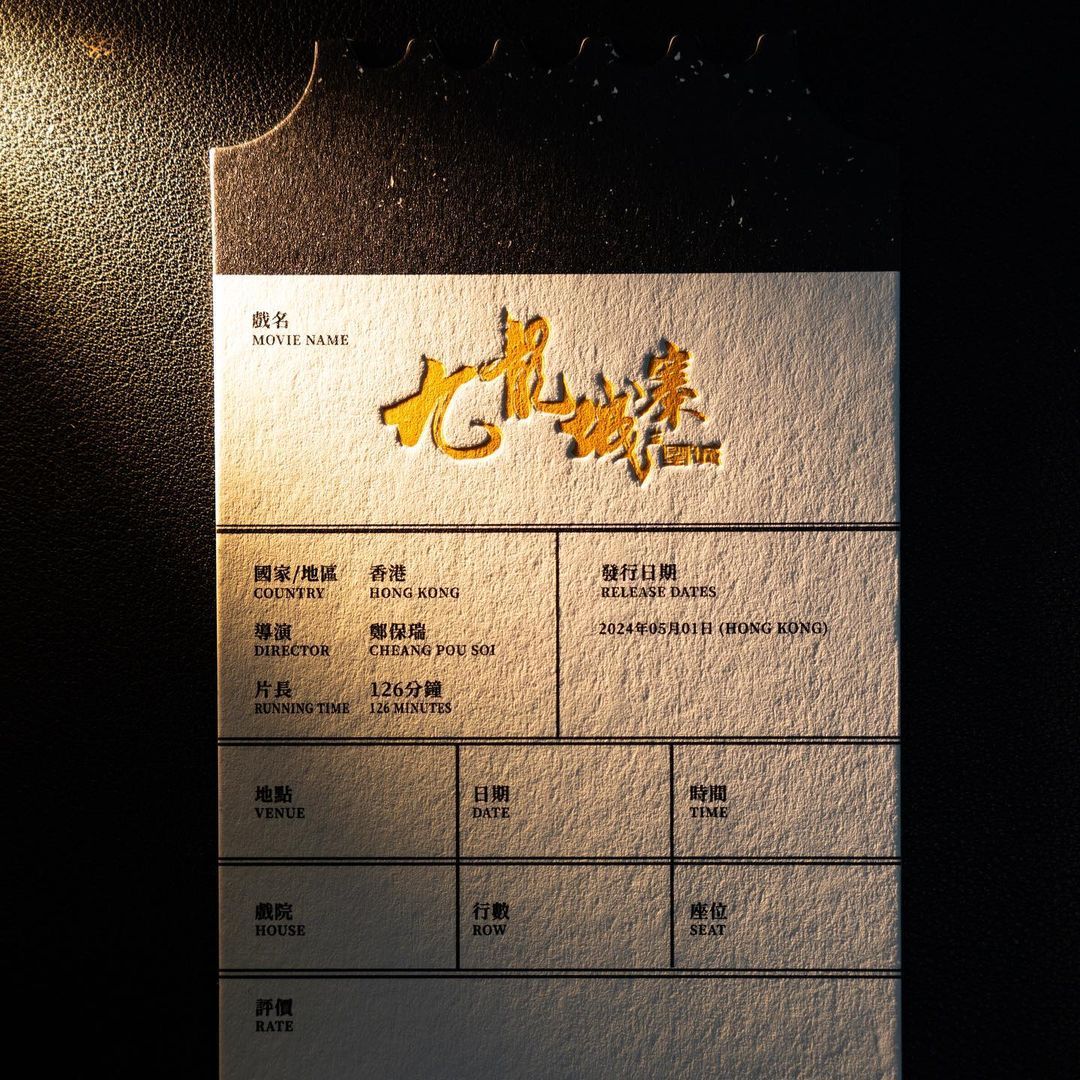 戲名
MOVIE NAME
九龍城寨
圍城
國家/地區 香港
COUNTRY HONG KONG
導演 鄭保瑞
DIRECTOR CHEANG POU SOI
片長 126分鐘
RUNNING TIME 126 MINUTES
發行日期
RELEASE DATES
2024年05月01日 (HONG KONG)
地點
VENUE
日期
DATE
時間
TIME
戲院
HOUSE
行數
ROW
座位
SEAT
評價
RATE